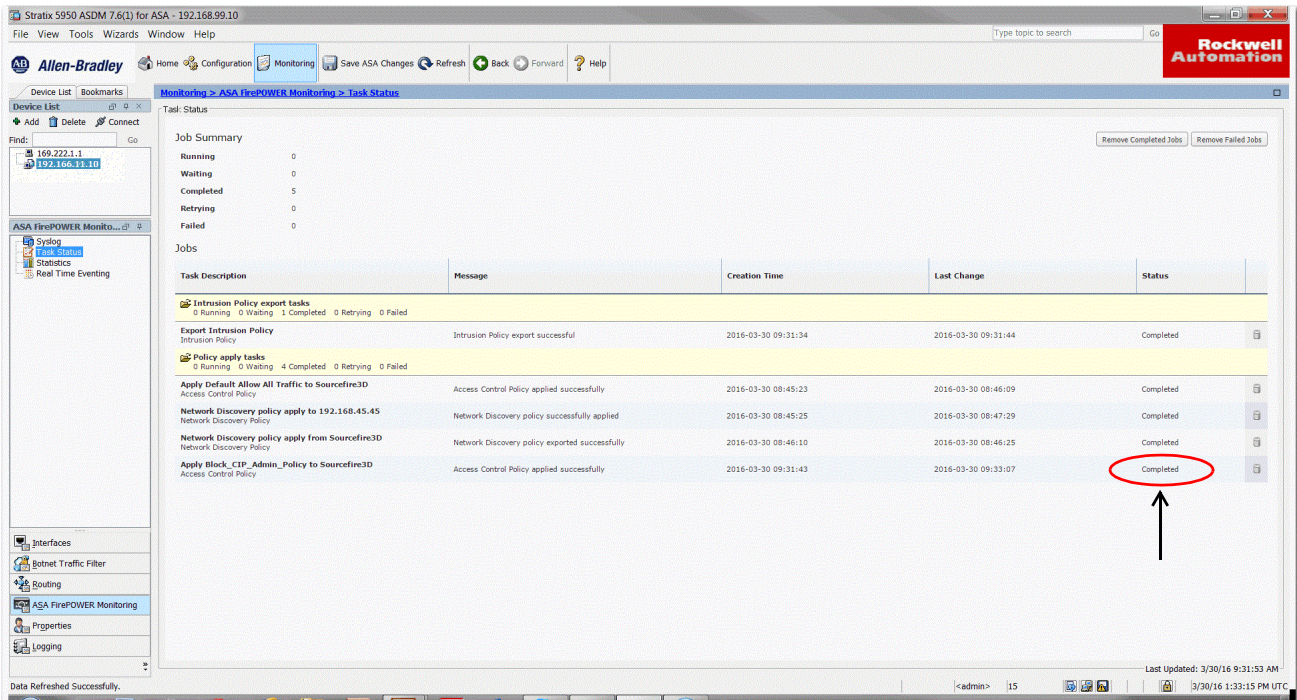 Stratix 5950 ASDM 7.6(1) for ASA - 192.168.99.10
File View Tools Wizards Window Help
Type topic to search Go
Rockwell Automation
AB Allen-Bradley
Home Configuration Monitoring Save ASA Changes Refresh Back Forward Help
Device List Bookmarks
Device List
Add Delete Connect
Find: Go
169.222.1.1
192.166.11.10
ASA FirePOWER Monito...
Syslog
Task Status
Statistics
Real Time Eventing
Interfaces
Botnet Traffic Filter
Routing
ASA FirePOWER Monitoring
Properties
Logging
Monitoring > ASA FirePOWER Monitoring > Task Status
Task Status
Job Summary
Remove Completed Jobs Remove Failed Jobs
Running 0
Waiting 0
Completed 5
Retrying 0
Failed 0
Jobs
Task Description Message Creation Time Last Change Status
Intrusion Policy export tasks
0 Running 0 Waiting 1 Completed 0 Retrying 0 Failed
Export Intrusion Policy
Intrusion Policy
Intrusion Policy export successful 2016-03-30 09:31:34 2016-03-30 09:31:44 Completed
Policy apply tasks
0 Running 0 Waiting 4 Completed 0 Retrying 0 Failed
Apply Default Allow All Traffic to Sourcefire3D
Access Control Policy
Access Control Policy applied successfully 2016-03-30 08:45:23 2016-03-30 08:46:09 Completed
Network Discovery policy apply to 192.168.45.45
Network Discovery Policy
Network Discovery policy successfully applied 2016-03-30 08:45:25 2016-03-30 08:47:29 Completed
Network Discovery policy apply from Sourcefire3D
Network Discovery Policy
Network Discovery policy exported successfully 2016-03-30 08:46:10 2016-03-30 08:46:25 Completed
Apply Block_CIP_Admin_Policy to Sourcefire3D
Access Control Policy
Access Control Policy applied successfully 2016-03-30 09:31:43 2016-03-30 09:33:07 Completed
Last Updated: 3/30/16 9:31:53 AM
Data Refreshed Successfully.
<admin> 15 3/30/16 1:33:15 PM UTC